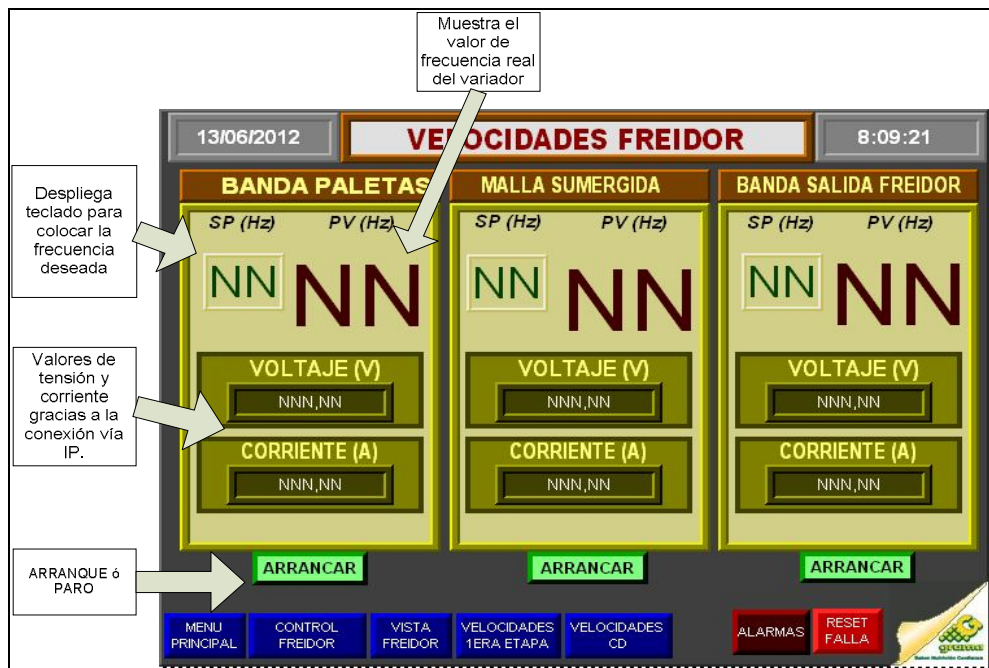 Muestra el
valor de
frecuencia real
del variador
13/06/2012
VELOCIDADES FREIDOR
8:09:21
Despliega
teclado para
colocar la
frecuencia
deseada
BANDA PALETAS
MALLA SUMERGIDA
BANDA SALIDA FREIDOR
SP (Hz) PV (Hz)
SP (Hz) PV (Hz)
SP (Hz) PV (Hz)
NN NN
NN NN
NN NN
Valores de
tensión y
corriente
gracias a la
conexión vía
IP.
VOLTAJE (V)
NNN,NN
VOLTAJE (V)
NNN,NN
VOLTAJE (V)
NNN,NN
CORRIENTE (A)
NNN,NN
CORRIENTE (A)
NNN,NN
CORRIENTE (A)
NNN,NN
ARRANQUE ó
PARO
ARRANCAR
ARRANCAR
ARRANCAR
MENU
PRINCIPAL
CONTROL
FREIDOR
VISTA
FREIDOR
VELOCIDADES
1ERA ETAPA
VELOCIDADES
CD
ALARMAS
RESET
FALLA
gruma